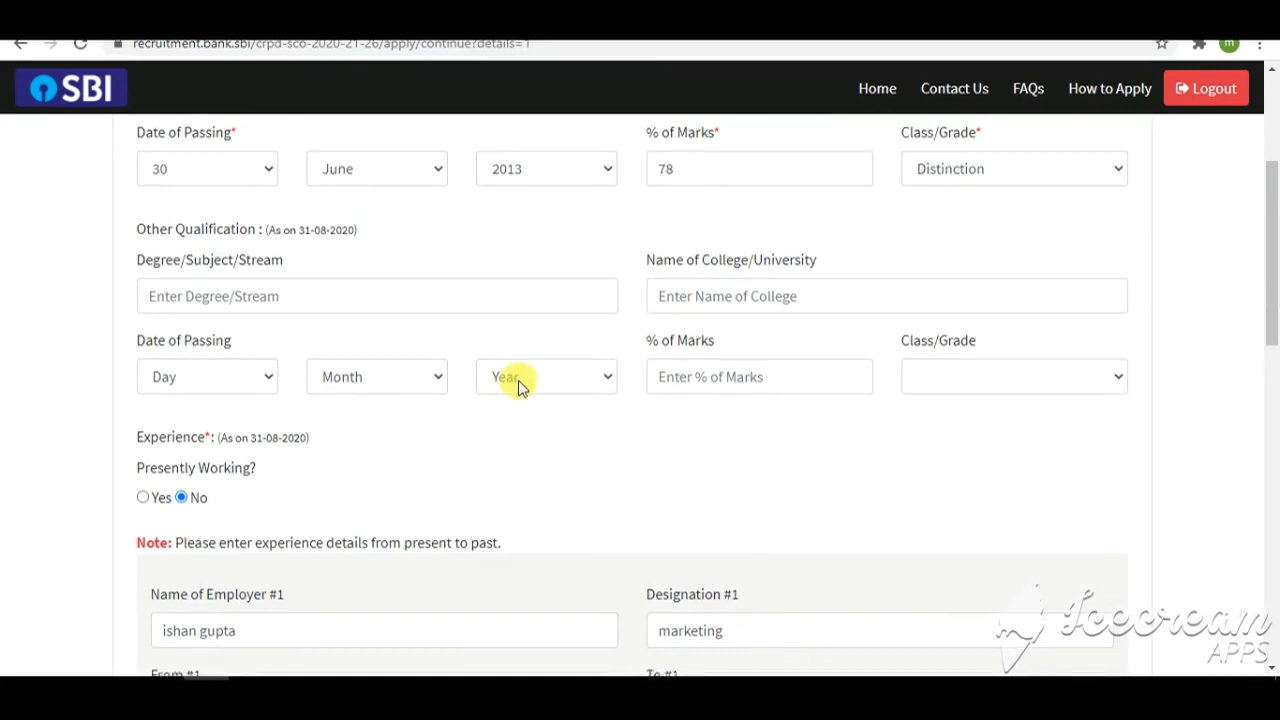 recruitment.bank.sbi/crpd-sco-2020-21-26/apply/continue?details=1
m
SBI
Home
Contact Us
FAQs
How to Apply
Logout
Date of Passing*
% of Marks*
Class/Grade*
30
June
2013
78
Distinction
Other Qualification : (As on 31-08-2020)
Degree/Subject/Stream
Name of College/University
Enter Degree/Stream
Enter Name of College
Date of Passing
% of Marks
Class/Grade
Day
Month
Year
Enter % of Marks
Experience*: (As on 31-08-2020)
Presently Working?
Yes No
Note: Please enter experience details from present to past.
Name of Employer #1
Designation #1
ishan gupta
marketing
From #1
To #1
Icecream
APPS